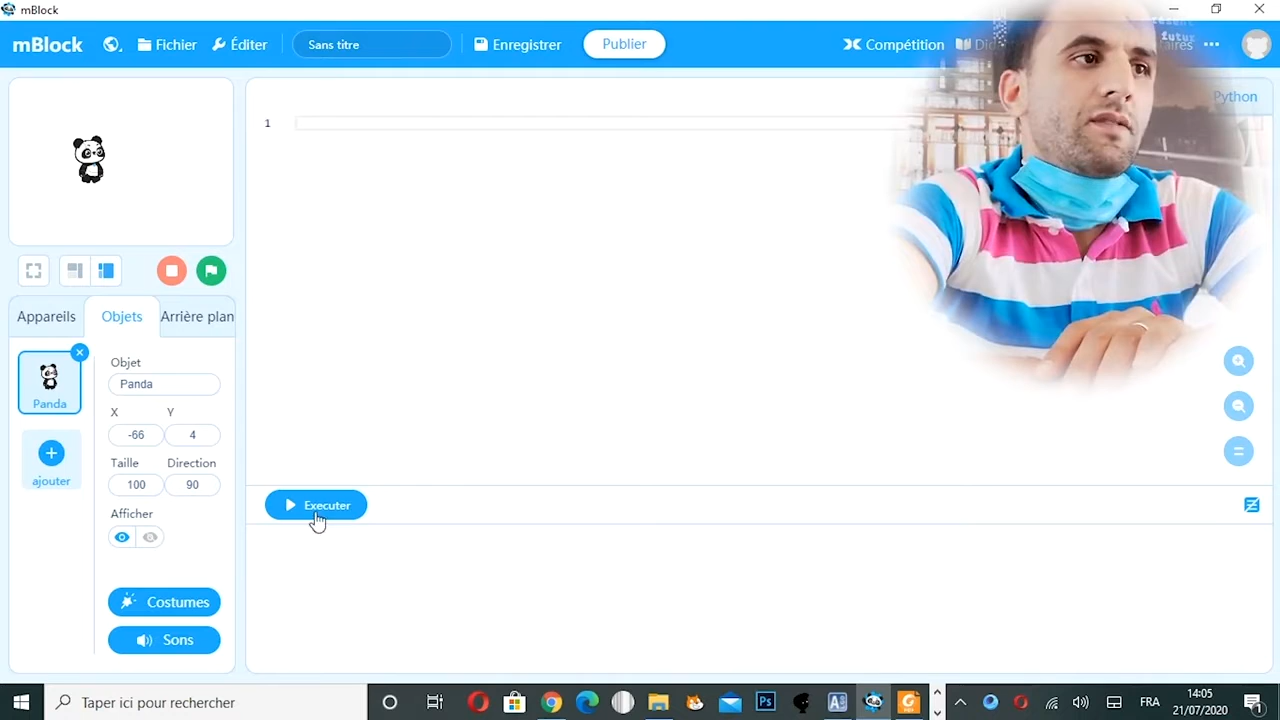 mBlock
mBlock Fichier Éditer Sans titre Enregistrer Publier Compétition
Python
1
Appareils Objets Arrière plan
Objet
Panda
X Y
-66 4
Taille Direction
100 90
Afficher
Panda
ajouter
Costumes
Sons
Executer
Taper ici pour rechercher
FRA
14:05
21/07/2020
1